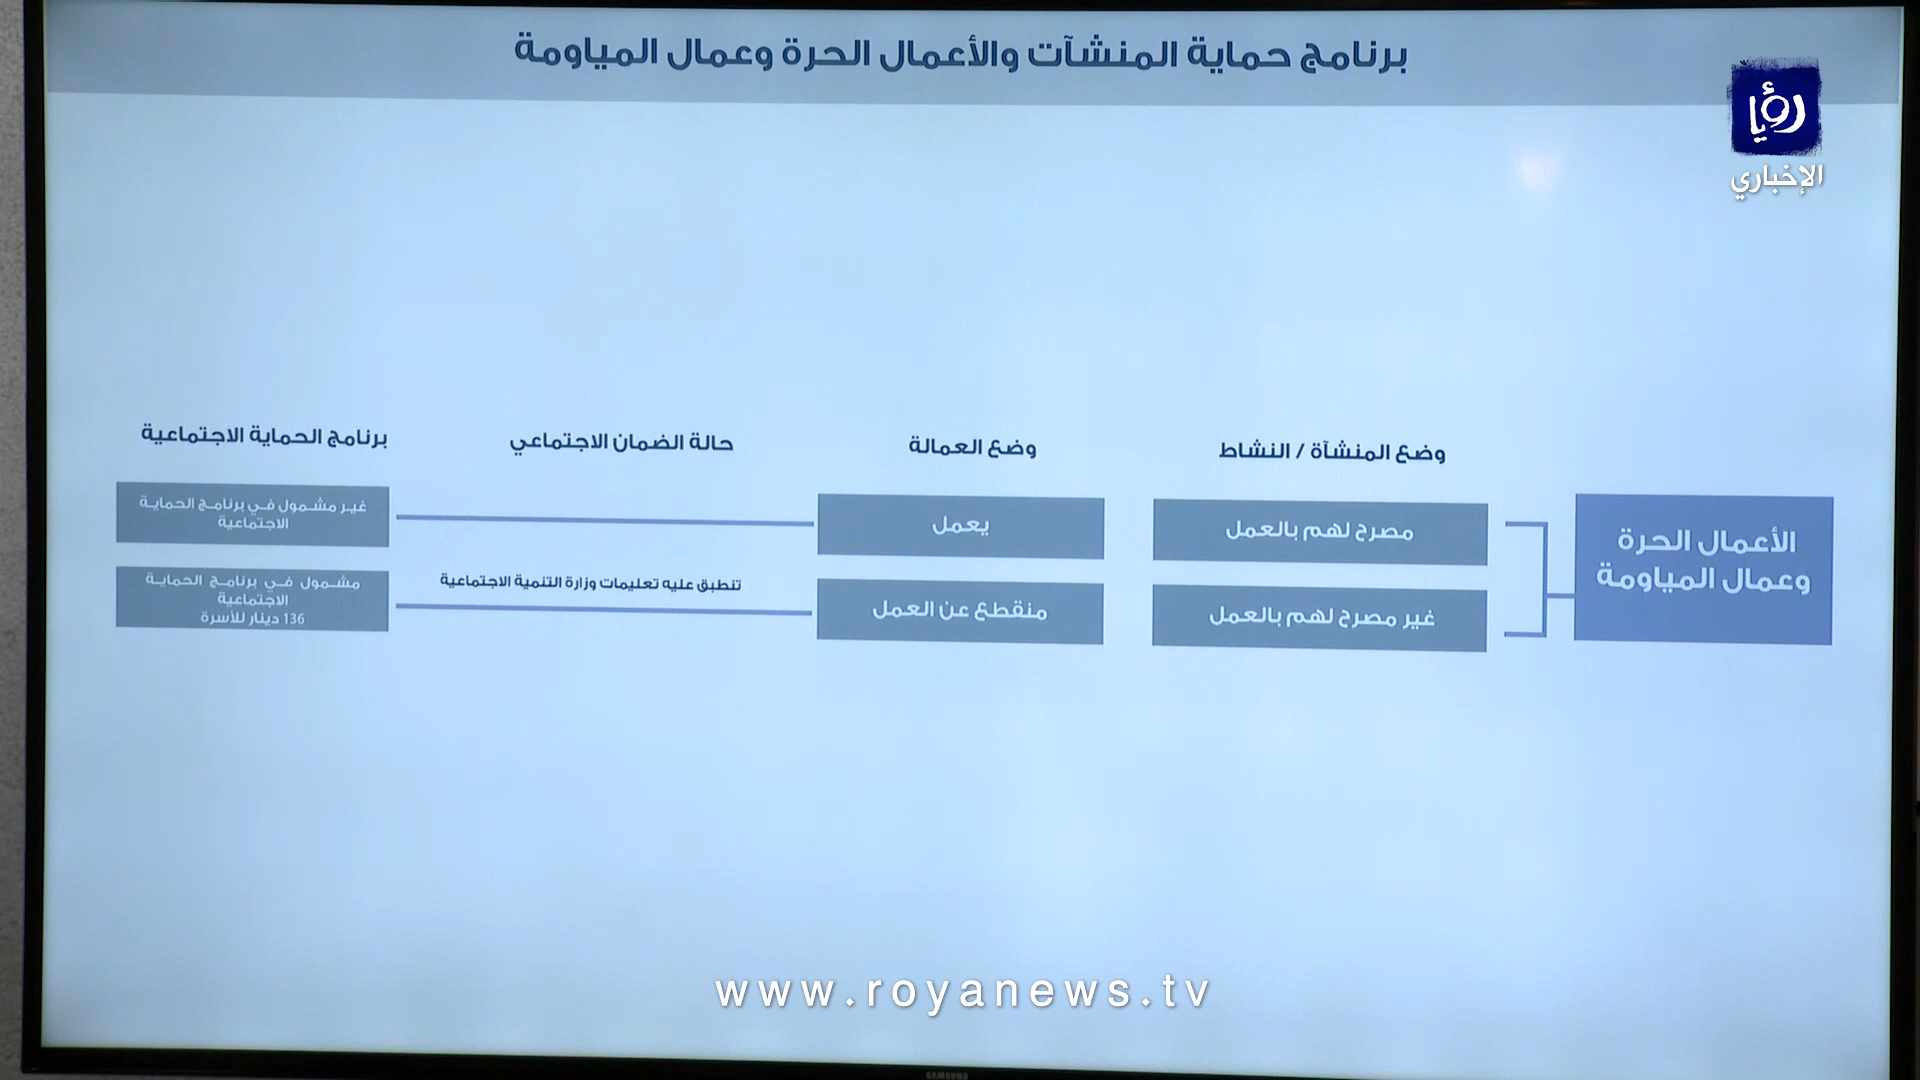 برنامج حماية المنشآت والأعمال الحرة وعمال المياومة
رؤيا
الإخباري
وضع المنشآة / النشاط
وضع العمالة
حالة الضمان الاجتماعي
برنامج الحماية الاجتماعية
الأعمال الحرة
وعمال المياومة
مصرح لهم بالعمل
يعمل
غير مشمول في برنامج الحماية
الاجتماعية
غير مصرح لهم بالعمل
منقطع عن العمل
تنطبق عليه تعليمات وزارة التنمية الاجتماعية
مشمول في برنامج الحماية
الاجتماعية
136 دينار للأسرة
www.royanews.tv
SAMSUNG